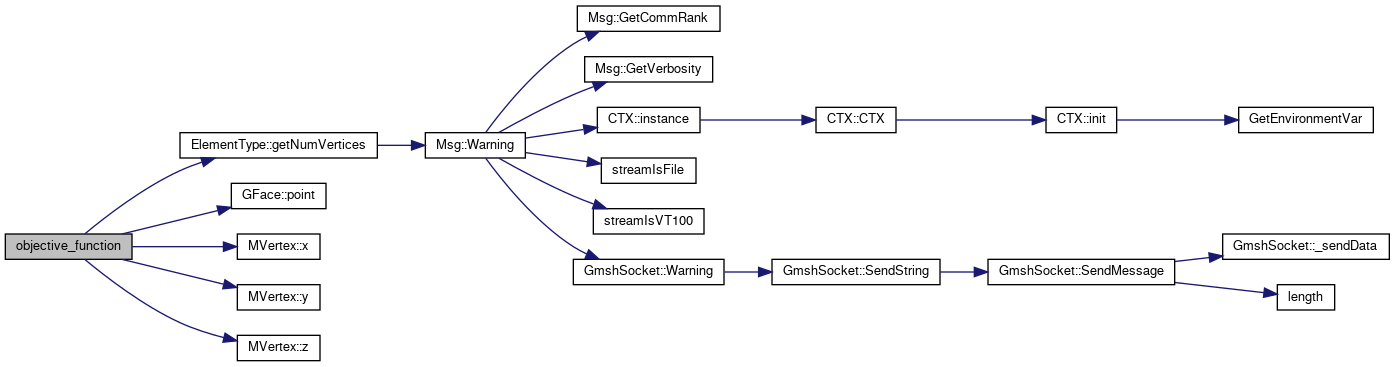 Msg::GetCommRank
Msg::GetVerbosity
CTX::instance
CTX::CTX
CTX::init
GetEnvironmentVar
ElementType::getNumVertices
Msg::Warning
streamIsFile
GFace::point
streamIsVT100
objective_function
MVertex::x
GmshSocket::_sendData
GmshSocket::Warning
GmshSocket::SendString
GmshSocket::SendMessage
MVertex::y
length
MVertex::z